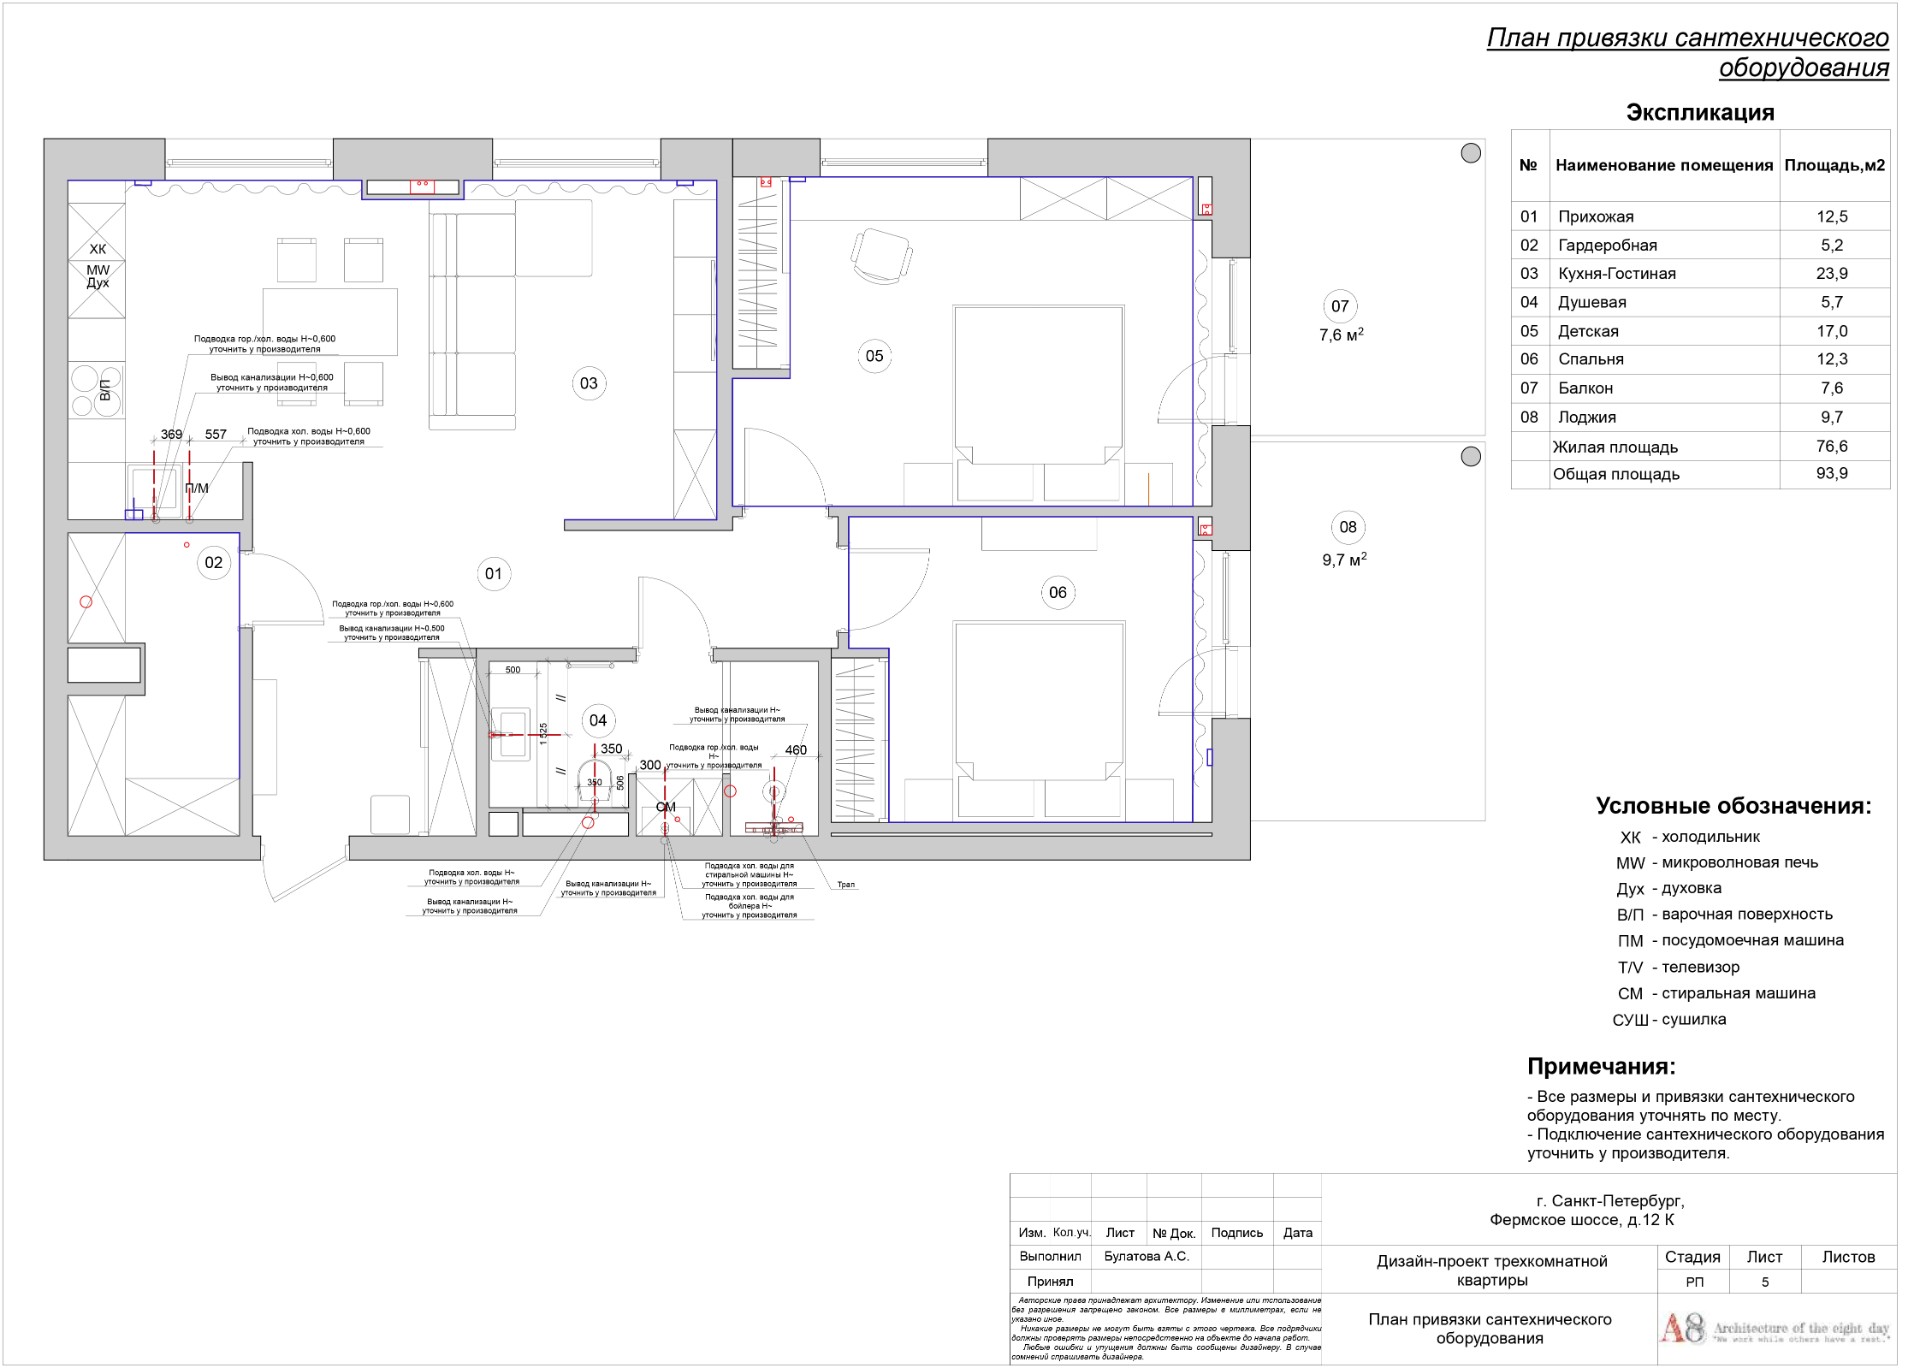 План привязки сантехнического
оборудования
Экспликация
№ Наименование помещения Площадь,м2
01 Прихожая 12,5
02 Гардеробная 5,2
03 Кухня-Гостиная 23,9
04 Душевая 5,7
05 Детская 17,0
06 Спальня 12,3
07 Балкон 7,6
08 Лоджия 9,7
Жилая площадь 76,6
Общая площадь 93,9
ХК
MW
Дух
В/П
Подводка гор./хол. воды Н~0,600
уточнить у производителя
Вывод канализации Н~0,600
уточнить у производителя
369 557
Подводка хол. воды Н~0,600
уточнить у производителя
П/М
03
05
07
7,6 м²
08
9,7 м²
02
01
06
Подводка гор./хол. воды Н~0,600
уточнить у производителя
Вывод канализации Н~0.500
уточнить у производителя
500
04
1 525
350
350
506
300
СМ
Вывод канализации Н~
уточнить у производителя
Подводка гор./хол. воды
Н~
уточнить у производителя
460
Подводка хол. воды Н~
уточнить у производителя
Вывод канализации Н~
уточнить у производителя
Вывод канализации Н~
уточнить у производителя
Подводка хол. воды для
стиральной машины Н~
уточнить у производителя
Подводка хол. воды для
бойлера Н~
уточнить у производителя
Трап
Условные обозначения:
ХК - холодильник
MW - микроволновая печь
Дух - духовка
В/П - варочная поверхность
ПМ - посудомоечная машина
T/V - телевизор
СМ - стиральная машина
СУШ - сушилка
Примечания:
- Все размеры и привязки сантехнического
оборудования уточнять по месту.
- Подключение сантехнического оборудования
уточнить у производителя.
г. Санкт-Петербург,
Фермское шоссе, д.12 К
Изм. Кол.уч. Лист № Док. Подпись Дата
Выполнил Булатова А.С.
Принял
Дизайн-проект трехкомнатной
квартиры
Стадия Лист Листов
РП 5
План привязки сантехнического
оборудования
Авторские права принадлежат архитектору. Изменение или тспользование
без разрешения запрещено законом. Все размеры в миллиметрах, если не
указано иное.
Никакие размеры не могут быть взяты с этого чертежа. Все подрядчики
должны проверять размеры непосредственно на объекте до начала работ.
Любые ошибки и упущения должны быть сообщены дизайнеру. В случае
сомнений спрашивать дизайнера.
A8 Architecture of the eight day
"We work while others have a rest."